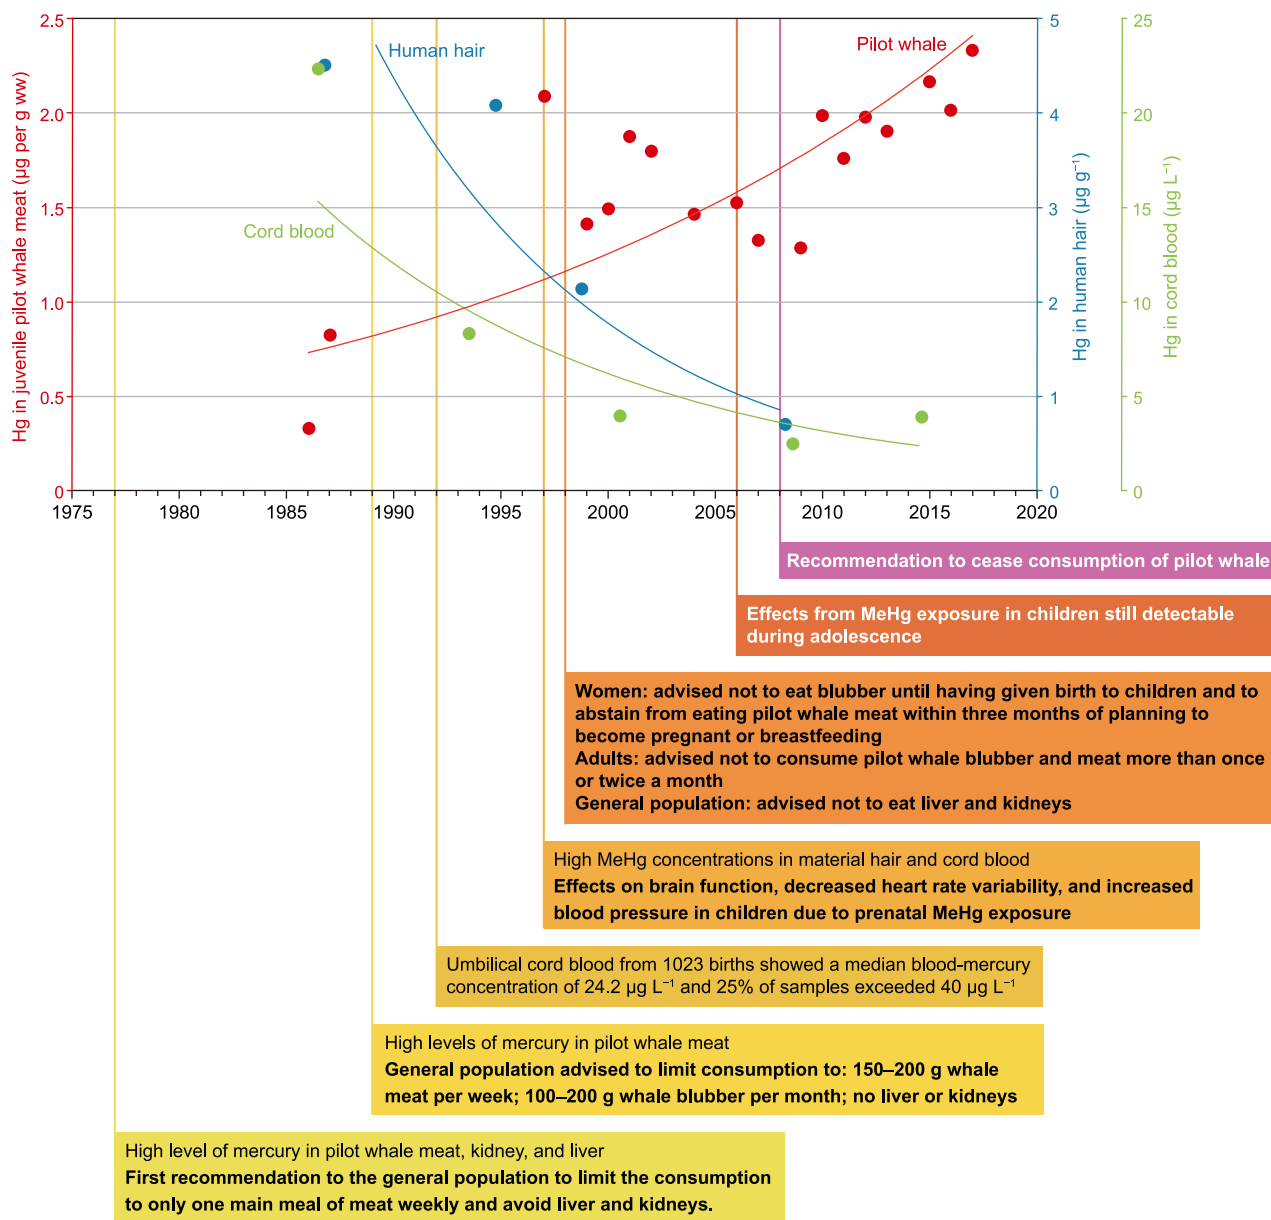 2.5
2.0
1.5
1.0
0.5
0
Hg in juvenile pilot whale meat (µg per g ww)
Human hair
Pilot whale
Cord blood
5
4
3
2
1
0
Hg in human hair (µg g⁻¹)
25
20
15
10
5
0
Hg in cord blood (µg L⁻¹)
1975 1980 1985 1990 1995 2000 2005 2010 2015 2020
Recommendation to cease consumption of pilot whale
Effects from MeHg exposure in children still detectable
during adolescence
Women: advised not to eat blubber until having given birth to children and to
abstain from eating pilot whale meat within three months of planning to
become pregnant or breastfeeding
Adults: advised not to consume pilot whale blubber and meat more than once
or twice a month
General population: advised not to eat liver and kidneys
High MeHg concentrations in material hair and cord blood
Effects on brain function, decreased heart rate variability, and increased
blood pressure in children due to prenatal MeHg exposure
Umbilical cord blood from 1023 births showed a median blood-mercury
concentration of 24.2 µg L⁻¹ and 25% of samples exceeded 40 µg L⁻¹
High levels of mercury in pilot whale meat
General population advised to limit consumption to: 150–200 g whale
meat per week; 100–200 g whale blubber per month; no liver or kidneys
High level of mercury in pilot whale meat, kidney, and liver
First recommendation to the general population to limit the consumption
to only one main meal of meat weekly and avoid liver and kidneys.